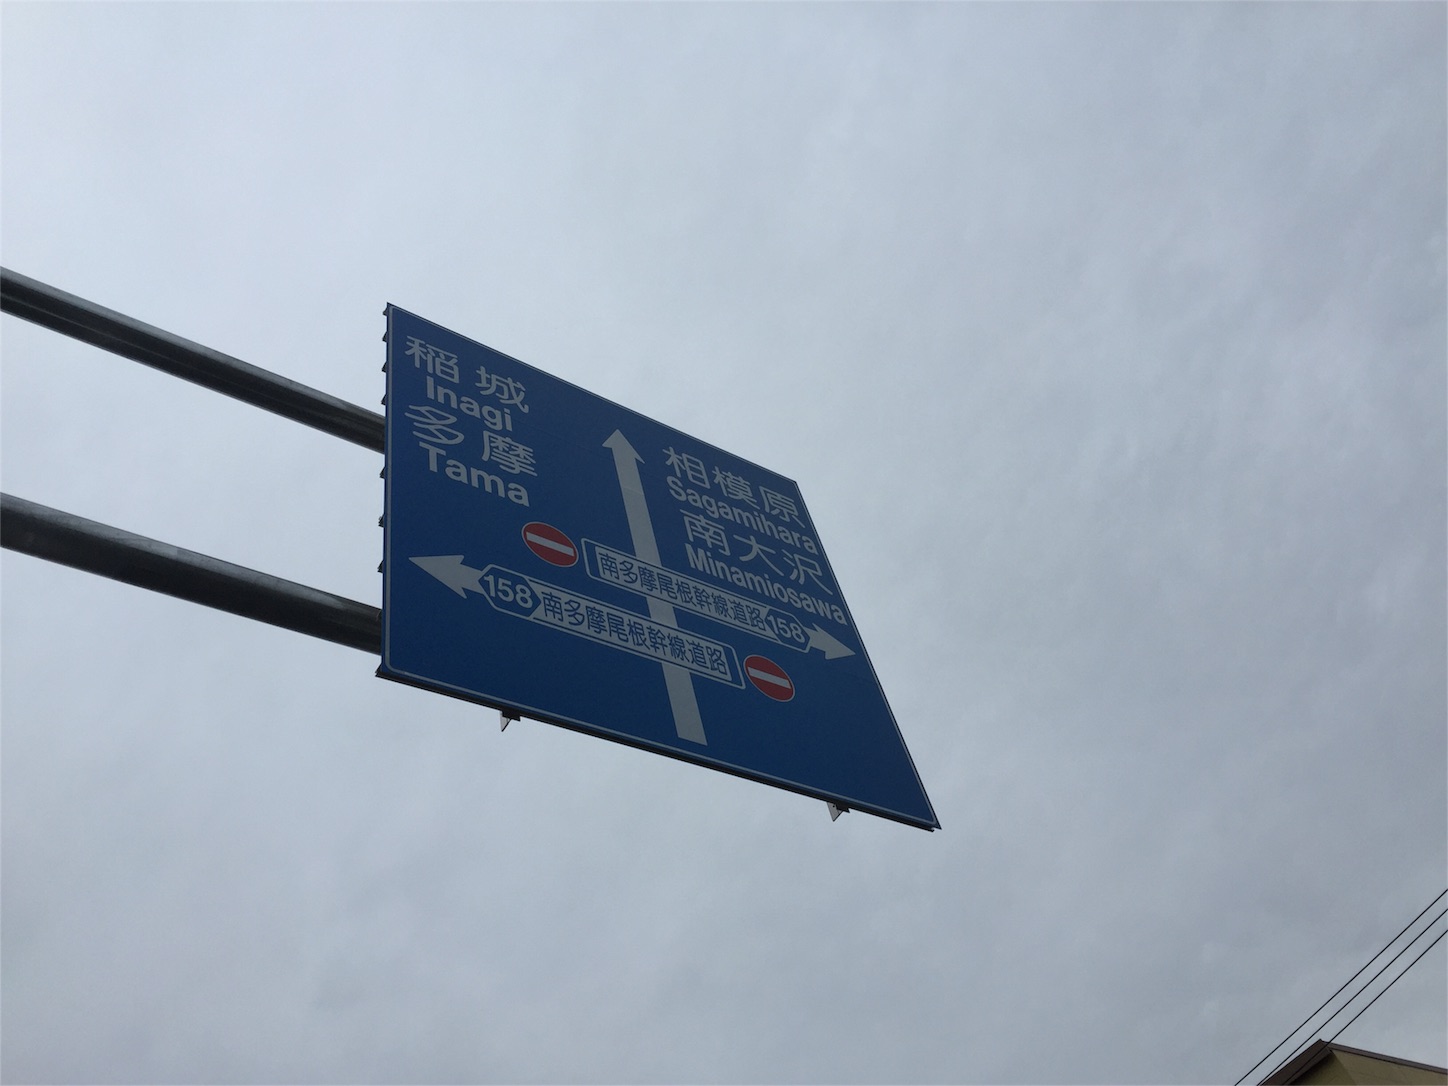 稲城
Inagi
多摩
Tama
相模原
Sagamihara
南大沢
Minamiosawa
南多摩尾根幹線道路 158
158 南多摩尾根幹線道路